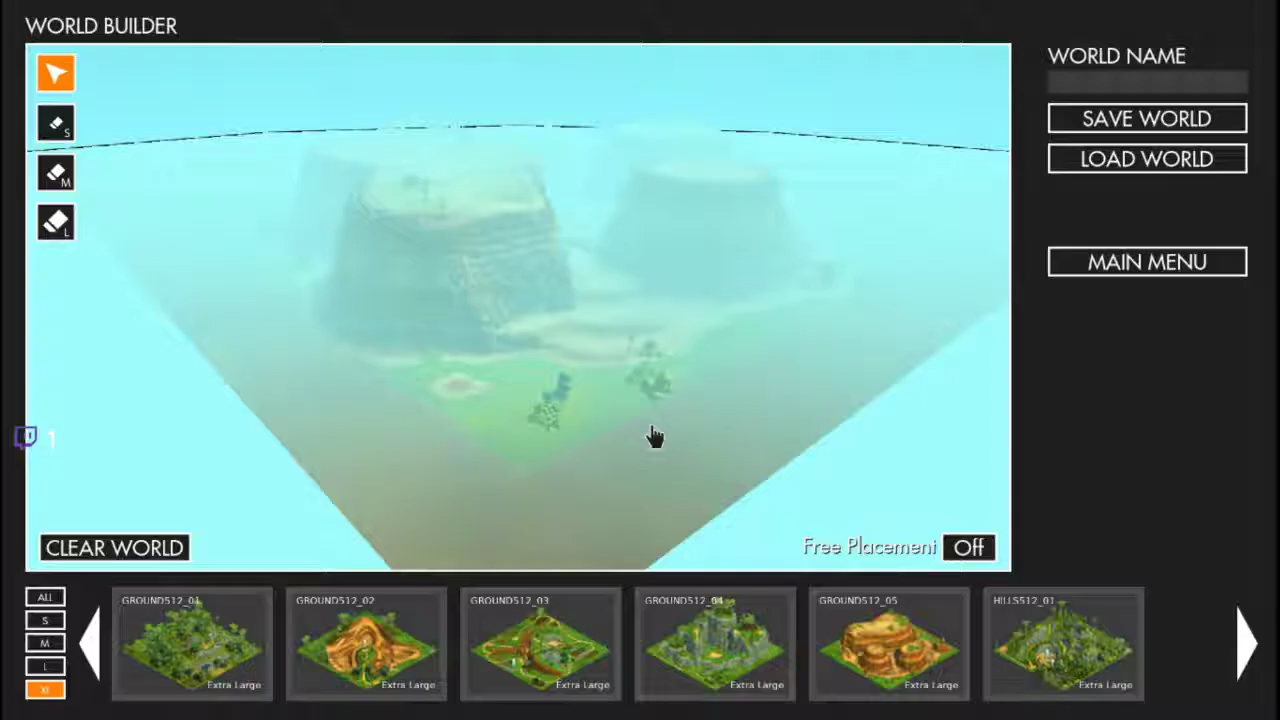 WORLD BUILDER
WORLD NAME
S
SAVE WORLD
LOAD WORLD
M
L
MAIN MENU
1
CLEAR WORLD
Free Placement
Off
ALL
S
M
L
XL
GROUND512_01
Extra Large
GROUND512_02
Extra Large
GROUND512_03
Extra Large
GROUND512_04
Extra Large
GROUND512_05
Extra Large
HILLS512_01
Extra Large